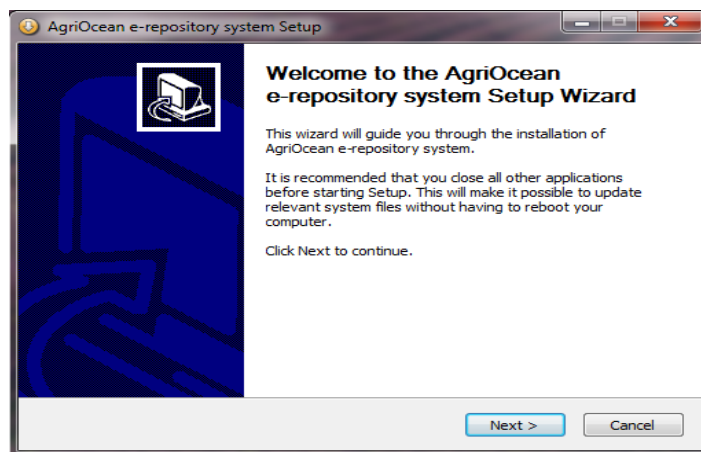 AgriOcean e-repository system Setup
Welcome to the AgriOcean
e-repository system Setup Wizard
This wizard will guide you through the installation of
AgriOcean e-repository system.
It is recommended that you close all other applications
before starting Setup. This will make it possible to update
relevant system files without having to reboot your
computer.
Click Next to continue.
Next >
Cancel